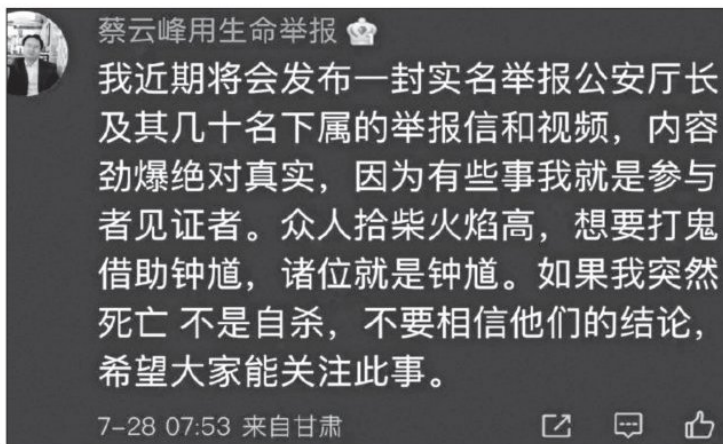 蔡云峰用生命举报
我近期将会发布一封实名举报公安厅长
及其几十名下属的举报信和视频，内容
劲爆绝对真实，因为有些事我就是参与
者见证者。众人拾柴火焰高，想要打鬼
借助钟馗，诸位就是钟馗。如果我突然
死亡 不是自杀，不要相信他们的结论，
希望大家能关注此事。
7-28 07:53 来自甘肃